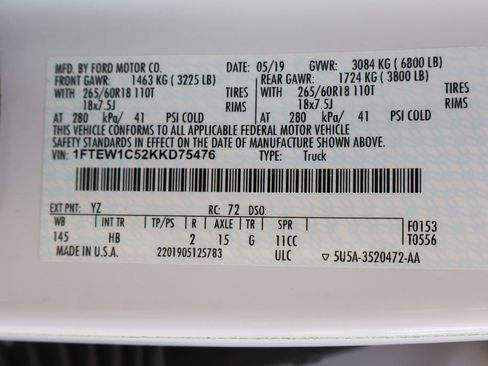 MFD. BY FORD MOTOR CO. DATE: 05/19 GVWR: 3084 KG ( 6800 LB)
FRONT GAWR: 1463 KG ( 3225 LB) REAR GAWR: 1724 KG ( 3800 LB)
WITH 265/60R18 110T TIRES WITH 265/60R18 110T TIRES
18x7.5J RIMS 18x7.5J RIMS
AT 280 kPa/ 41 PSI COLD AT 280 kPa/ 41 PSI COLD
THIS VEHICLE CONFORMS TO ALL APPLICABLE FEDERAL MOTOR VEHICLE
SAFETY STANDARDS IN EFFECT ON THE DATE OF MANUFACTURE SHOWN ABOVE.
VIN: 1FTEW1C52KKD75476 TYPE: Truck
EXT PNT: YZ RC: 72 DSO:
WB INT TR TP/PS R AXLE TR SPR F0153
145 HB 2 15 G 11CC T0556
MADE IN U.S.A. 2201905125783 ULC ▽ 5U5A-3520472-AA